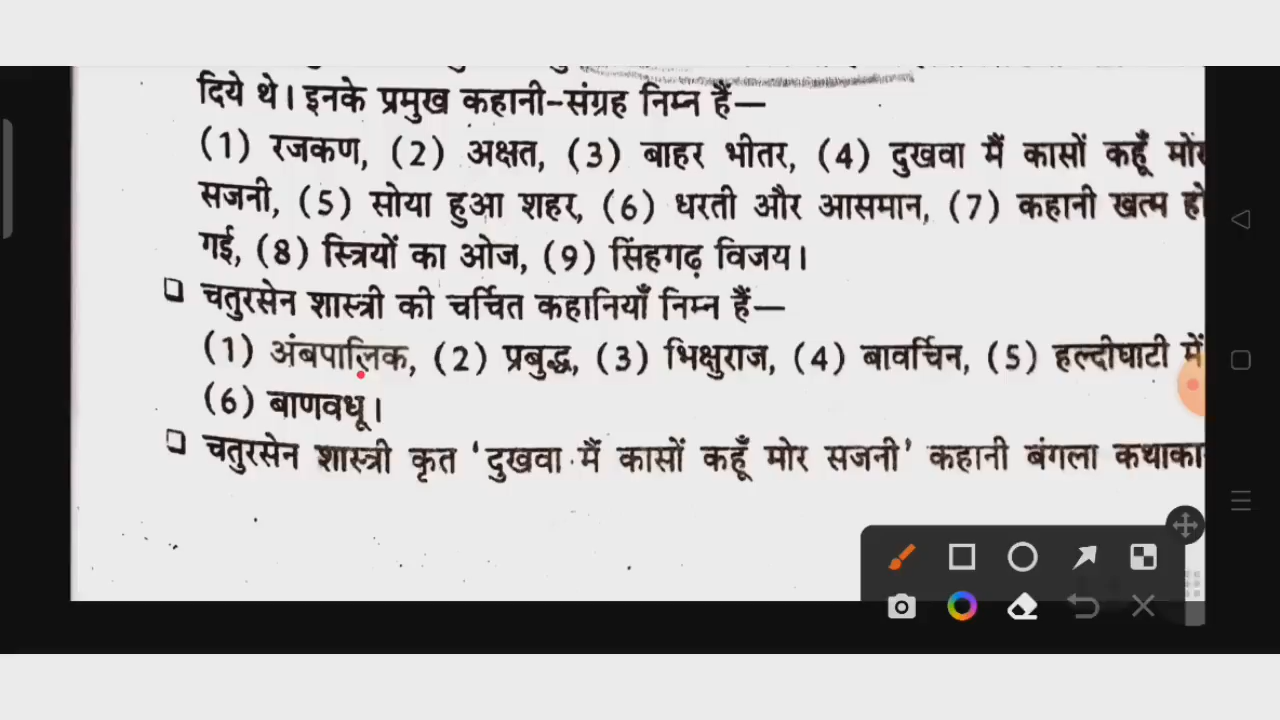 दिये थे। इनके प्रमुख कहानी-संग्रह निम्न हैं—
(1) रजकण, (2) अक्षत, (3) बाहर भीतर, (4) दुखवा मैं कासों कहूँ
सजनी, (5) सोया हुआ शहर, (6) धरती और आसमान, (7) कहानी खत्म हो
गई, (8) स्त्रियों का ओज, (9) सिंहगढ़ विजय।
❑ चतुरसेन शास्त्री की चर्चित कहानियाँ निम्न हैं—
(1) अंबपालिक, (2) प्रबुद्ध, (3) भिक्षुराज, (4) बावर्चिन, (5) हल्दीघाटी में
(6) बाणवधू।
❑ चतुरसेन शास्त्री कृत 'दुखवा मैं कासों कहूँ मोर सजनी' कहानी बंगला